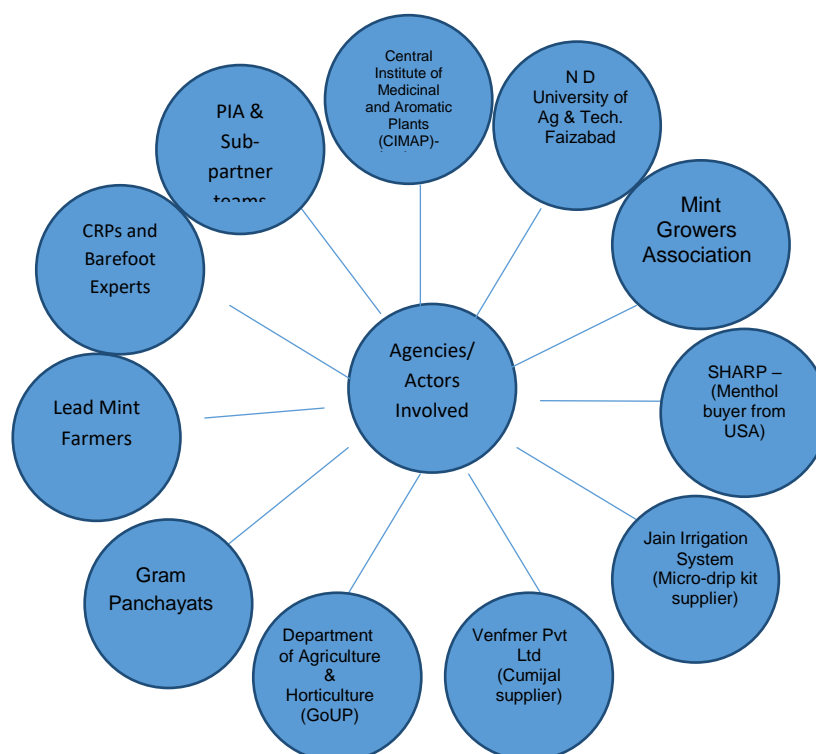 Central
Institute of
Medicinal
and Aromatic
Plants
(CIMAP)-
N D
University of
Ag & Tech.
Faizabad
Mint
Growers
Association
SHARP –
(Menthol
buyer from
USA)
Jain Irrigation
System
(Micro-drip kit
supplier)
Venfmer Pvt
Ltd
(Cumijal
supplier)
Department
of Agriculture
&
Horticulture
(GoUP)
Gram
Panchayats
Lead Mint
Farmers
CRPs and
Barefoot
Experts
PIA &
Sub-
partner
teams
Agencies/
Actors
Involved